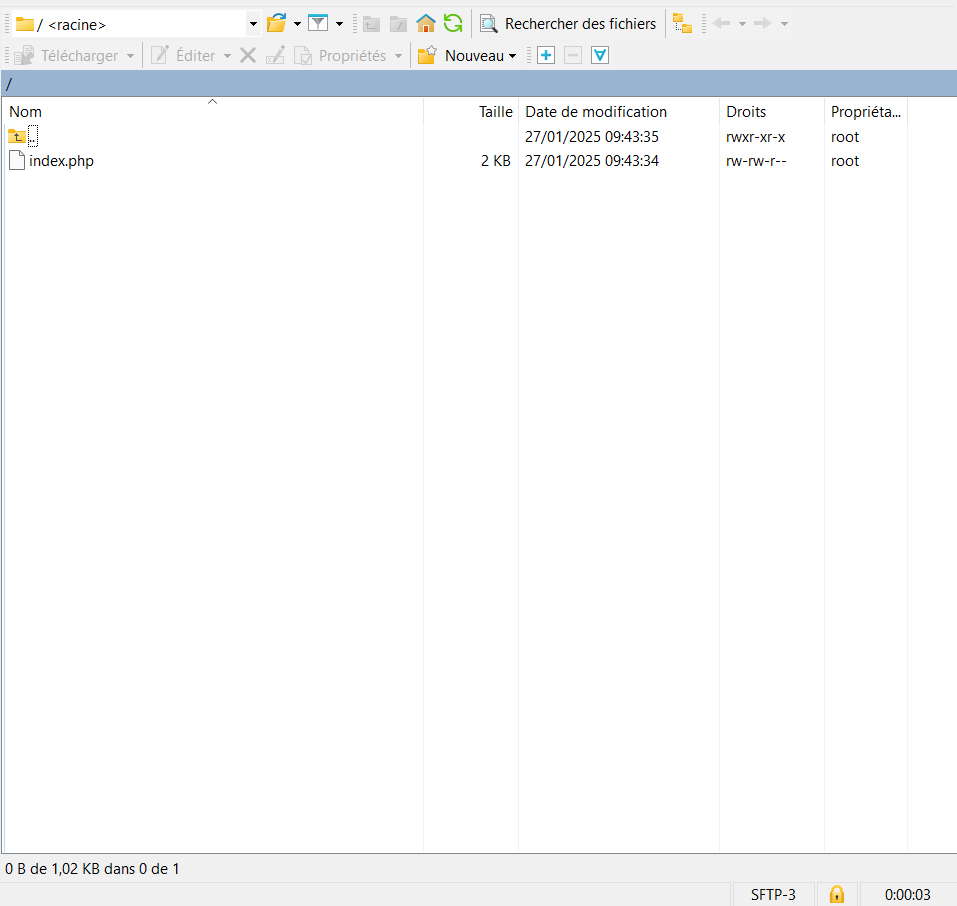 / <racine>
Rechercher des fichiers
Télécharger
Éditer
Propriétés
Nouveau
/
Nom Taille Date de modification Droits Propriéta...
.. 27/01/2025 09:43:35 rwxr-xr-x root
index.php 2 KB 27/01/2025 09:43:34 rw-rw-r-- root
0 B de 1,02 KB dans 0 de 1
SFTP-3 0:00:03